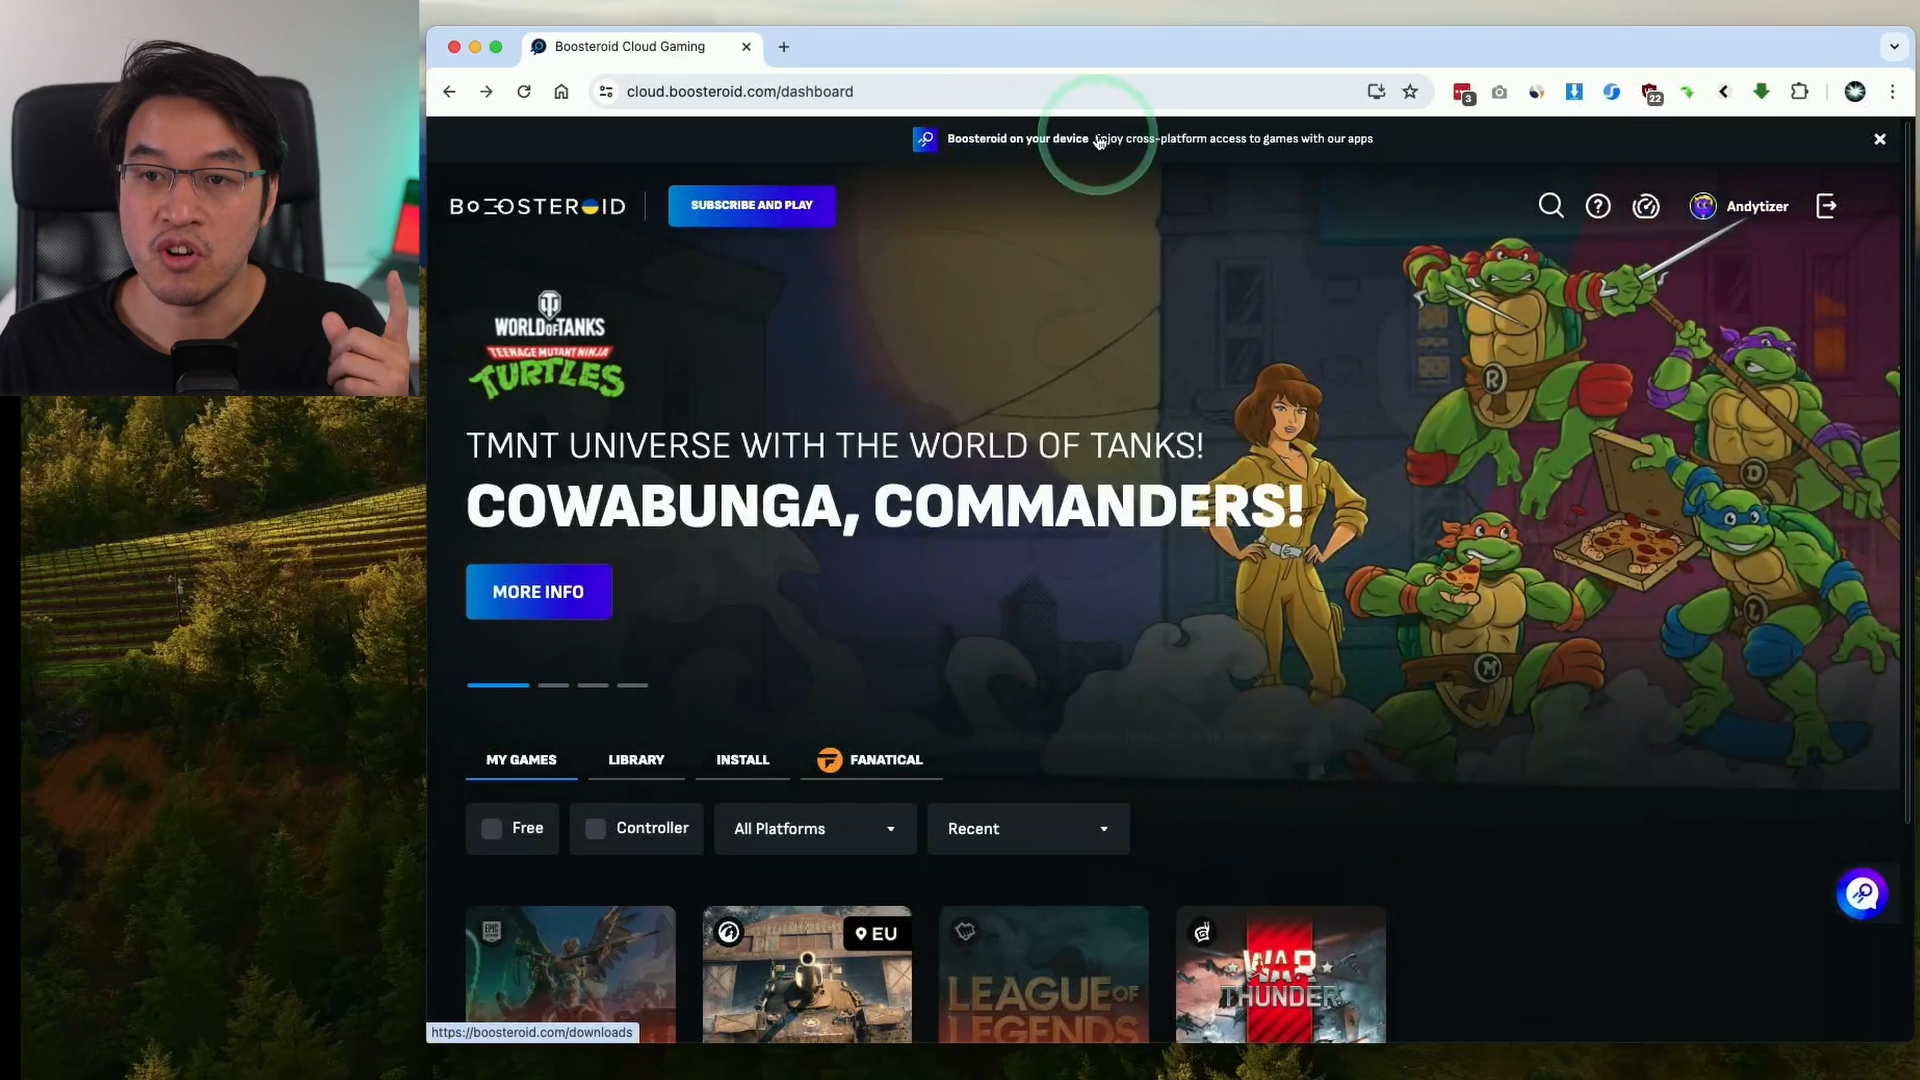 Boosteroid Cloud Gaming
cloud.boosteroid.com/dashboard
3
22
Boosteroid on your device Enjoy cross-platform access to games with our apps
BOOSTEROID
SUBSCRIBE AND PLAY
Andytizer
WORLD OF TANKS
TEENAGE MUTANT NINJA
TURTLES
TMNT UNIVERSE WITH THE WORLD OF TANKS!
COWABUNGA, COMMANDERS!
MORE INFO
R
D
L
M
MY GAMES
LIBRARY
INSTALL
FANATICAL
Free
Controller
All Platforms
Recent
EPIC
EU
LEAGUE OF
LEGENDS
WAR
THUNDER
https://boosteroid.com/downloads